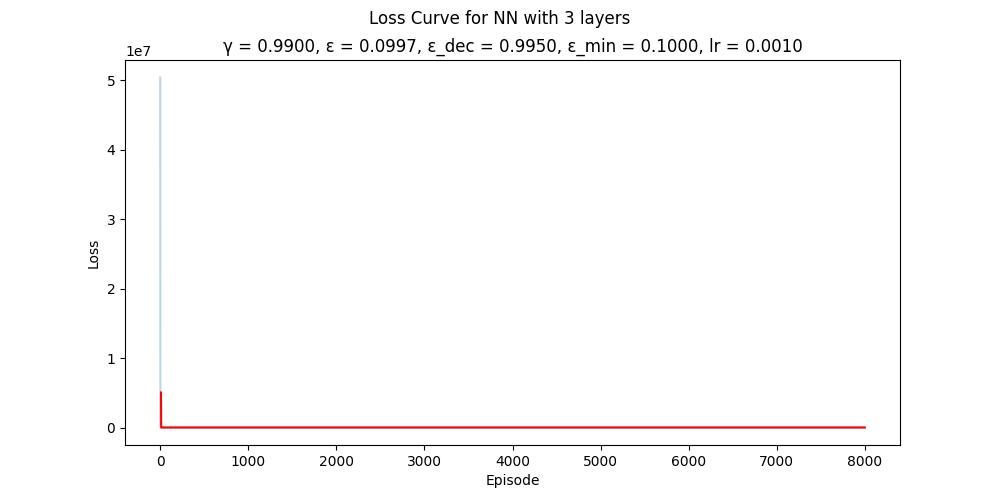 Loss Curve for NN with 3 layers
γ = 0.9900, ε = 0.0997, ε_dec = 0.9950, ε_min = 0.1000, lr = 0.0010
1e7
5
4
3
2
1
0
Loss
0 1000 2000 3000 4000 5000 6000 7000 8000
Episode